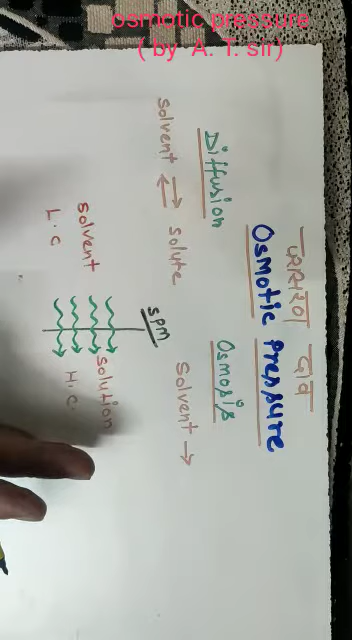 osmotic pressure
( by A. T. sir)
परासरण दाब
Osmotic Pressure
Diffusion
Osmosis
Solvent ⇌ Solute
Solvent →
SPM
Solvent
Solution
L.C
H.C.